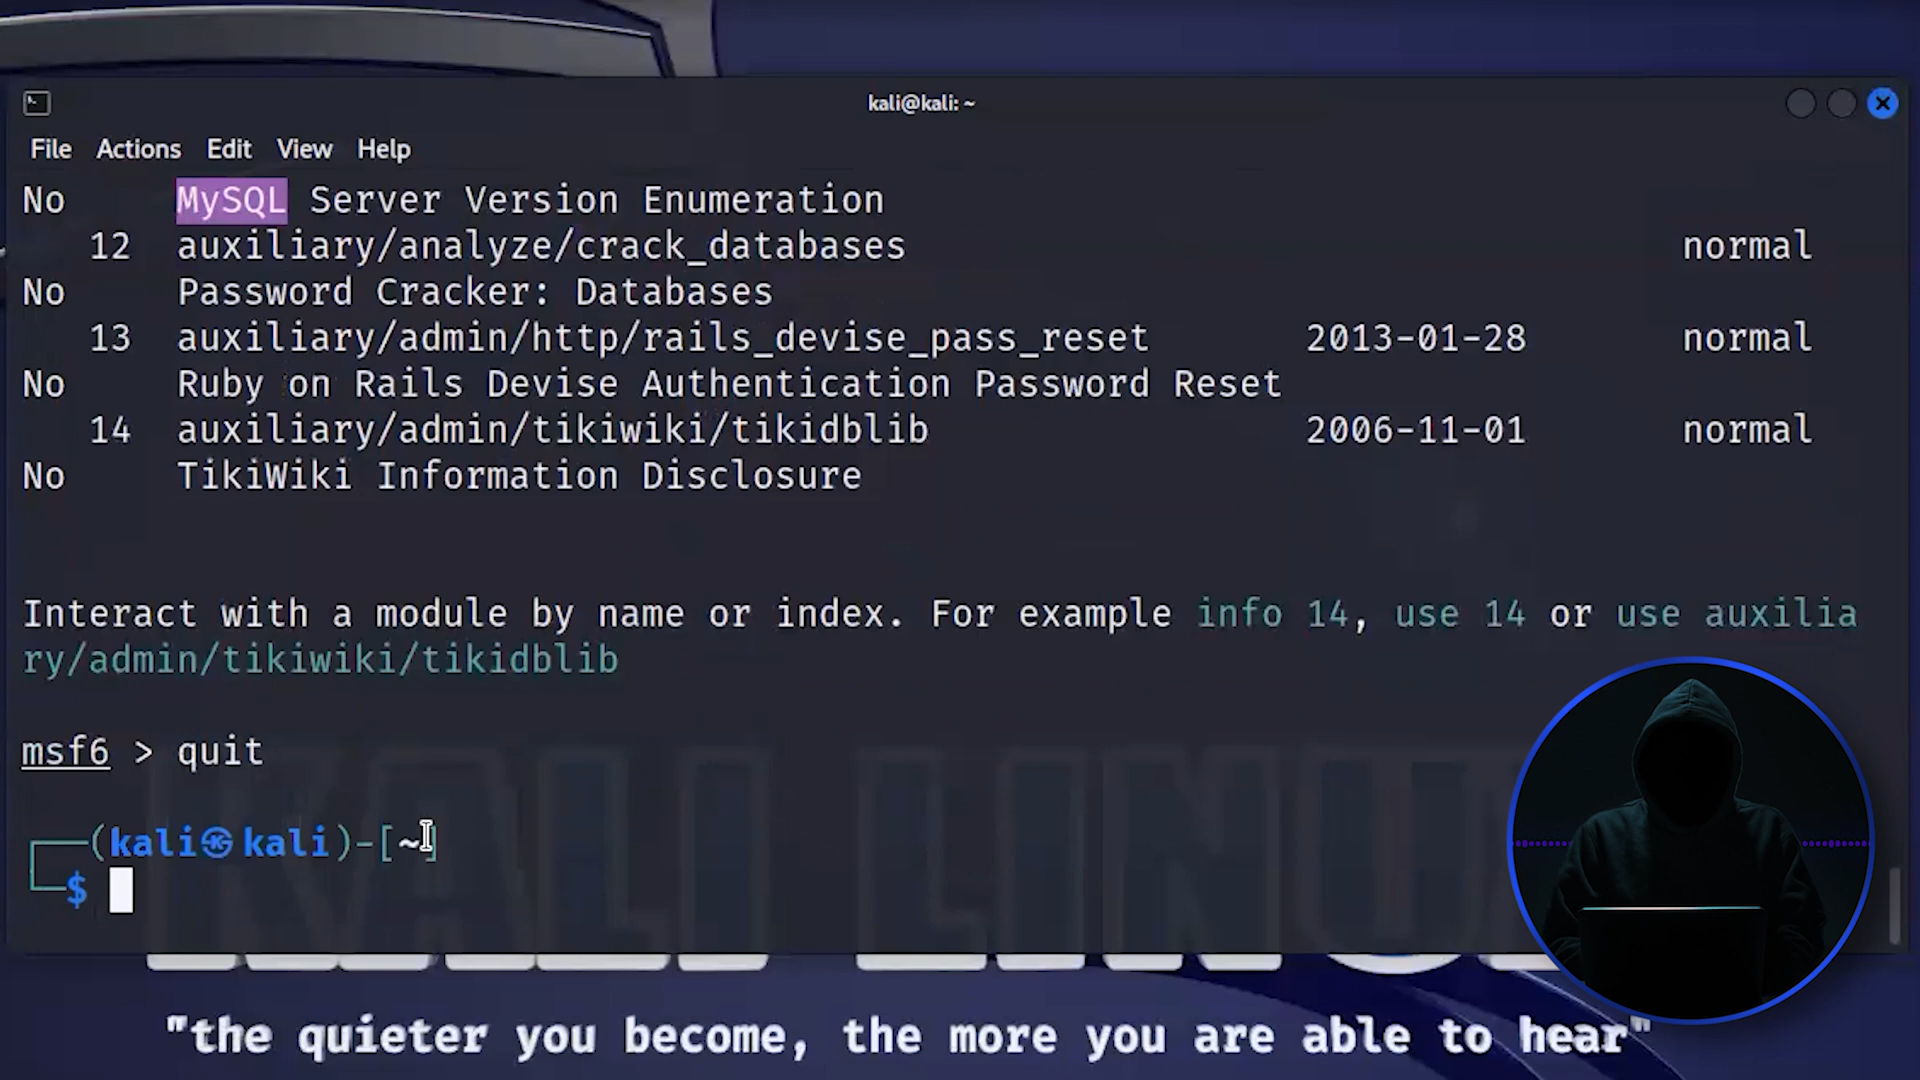 kali@kali: ~
File Actions Edit View Help
No MySQL Server Version Enumeration
12 auxiliary/analyze/crack_databases normal
No Password Cracker: Databases
13 auxiliary/admin/http/rails_devise_pass_reset 2013-01-28 normal
No Ruby on Rails Devise Authentication Password Reset
14 auxiliary/admin/tikiwiki/tikidblib 2006-11-01 normal
No TikiWiki Information Disclosure
Interact with a module by name or index. For example info 14, use 14 or use auxilia
ry/admin/tikiwiki/tikidblib
msf6 > quit
┌──(kali㉿kali)-[~]
└─$
KALI LINUX
"the quieter you become, the more you are able to hear"